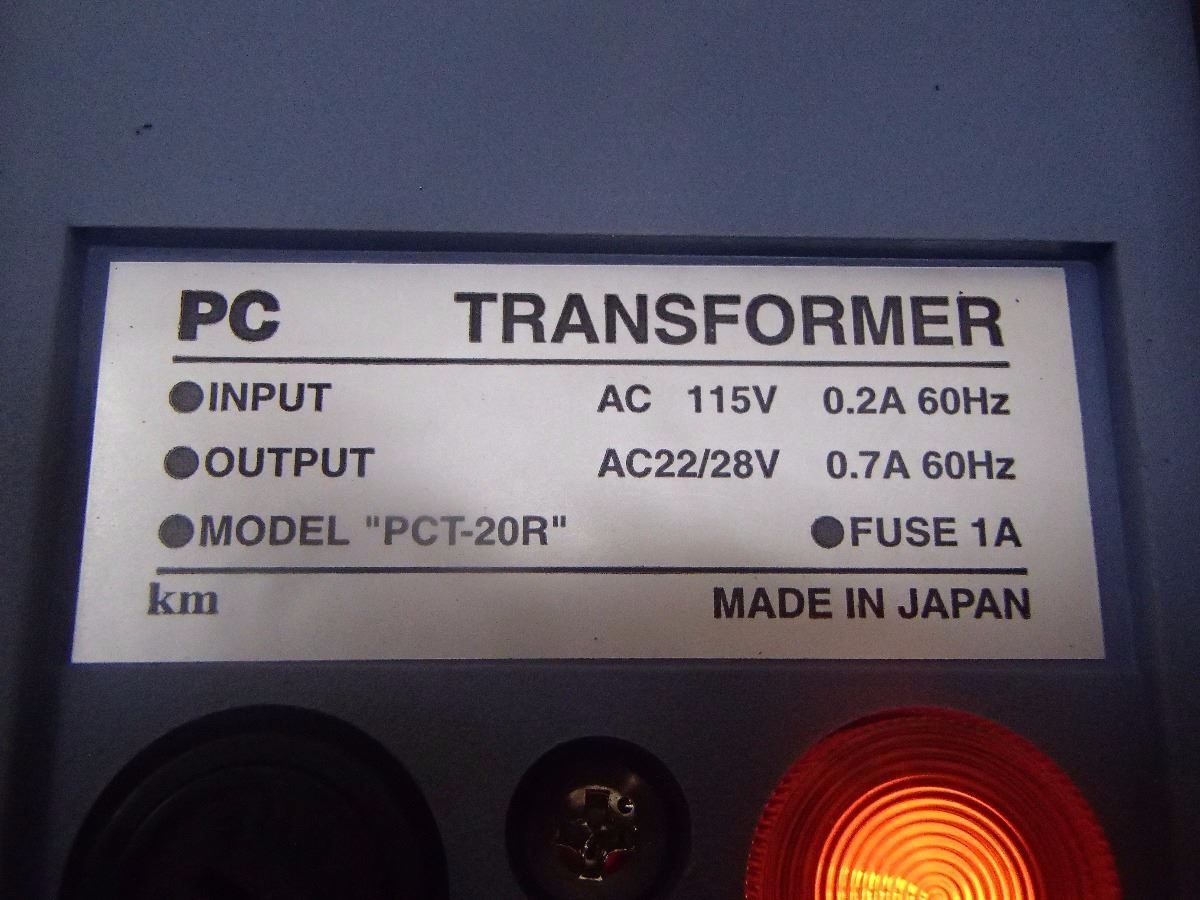 PC TRANSFORMER
●INPUT AC 115V 0.2A 60Hz
●OUTPUT AC22/28V 0.7A 60Hz
●MODEL "PCT-20R" ●FUSE 1A
km MADE IN JAPAN